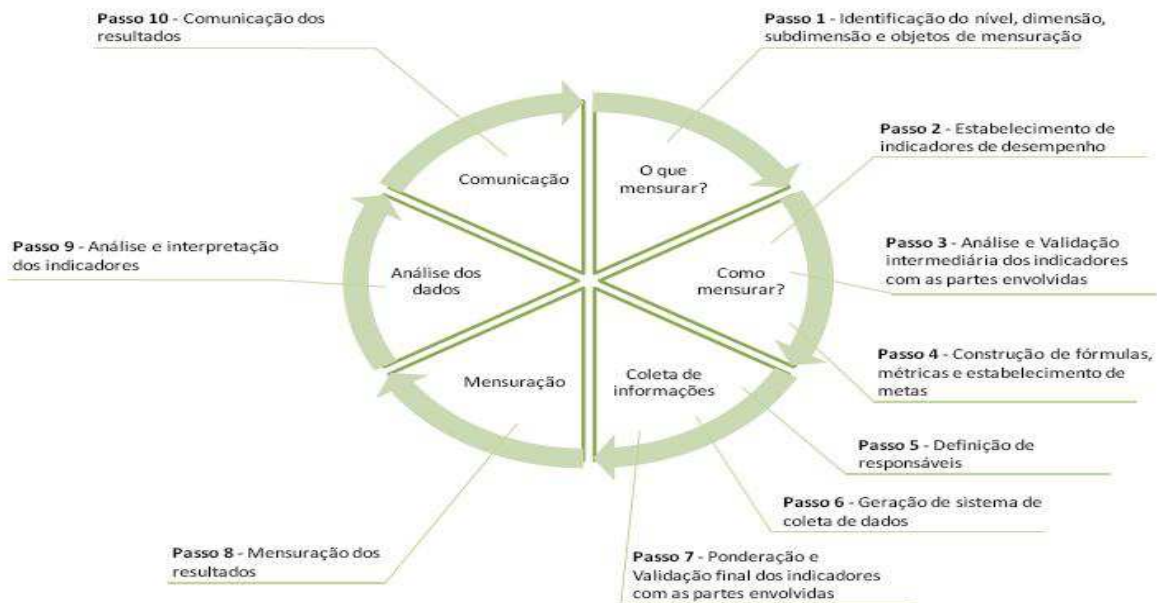 Passo 10 - Comunicação dos
resultados
Passo 1 - Identificação do nível, dimensão,
subdimensão e objetos de mensuração
Passo 2 - Estabelecimento de
indicadores de desempenho
Comunicação
O que
mensurar?
Passo 9 - Análise e interpretação
dos indicadores
Análise dos
dados
Como
mensurar?
Passo 3 - Análise e Validação
intermediária dos indicadores
com as partes envolvidas
Passo 4 - Construção de fórmulas,
métricas e estabelecimento de
metas
Mensuração
Coleta de
informações
Passo 5 - Definição de
responsáveis
Passo 6 - Geração de sistema de
coleta de dados
Passo 8 - Mensuração dos
resultados
Passo 7 - Ponderação e
Validação final dos indicadores
com as partes envolvidas